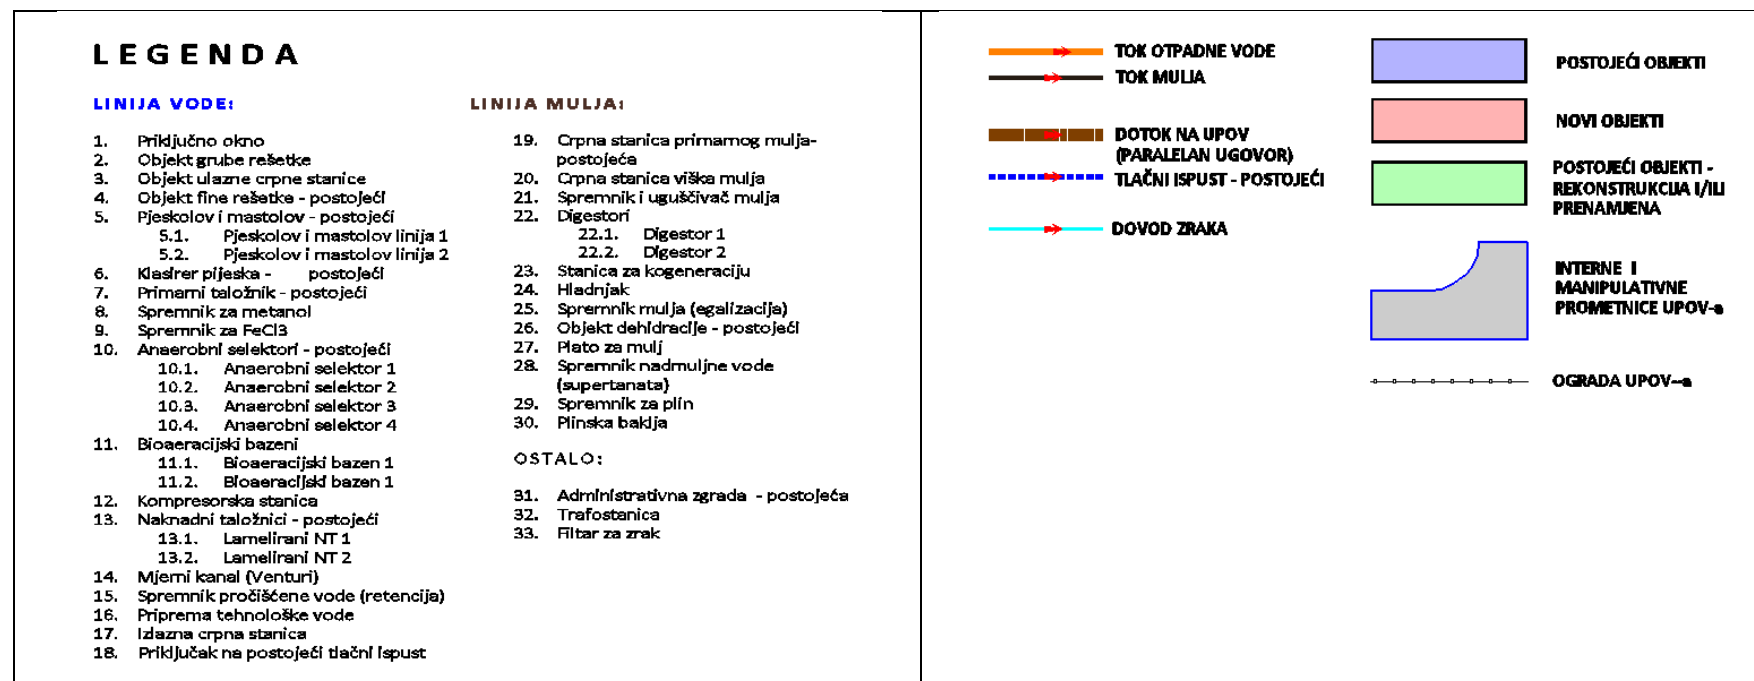 LEGENDA
LINIJA VODE:
1. Priključno okno
2. Objekt grube rešetke
3. Objekt ulazne crpne stanice
4. Objekt fine rešetke - postojeći
5. Pjeskolov i mastolov - postojeći
5.1. Pjeskolov i mastolov linija 1
5.2. Pjeskolov i mastolov linija 2
6. Klasirer pijeska - postojeći
7. Primarni taložnik - postojeći
8. Spremnik za metanol
9. Spremnik za FeCl3
10. Anaerobni selektori - postojeći
10.1. Anaerobni selektor 1
10.2. Anaerobni selektor 2
10.3. Anaerobni selektor 3
10.4. Anaerobni selektor 4
11. Bioaeracijski bazeni
11.1. Bioaeracijski bazen 1
11.2. Bioaeracijski bazen 1
12. Kompresorska stanica
13. Naknadni taložnici - postojeći
13.1. Lamelirani NT 1
13.2. Lamelirani NT 2
14. Mjerni kanal (Venturi)
15. Spremnik pročišćene vode (retencija)
16. Priprema tehnološke vode
17. Izlazna crpna stanica
18. Priključak na postojeći tlačni ispust
LINIJA MULJA:
19. Crpna stanica primarnog mulja-
postojeća
20. Crpna stanica viška mulja
21. Spremnik i uguščivač mulja
22. Digestori
22.1. Digestor 1
22.2. Digestor 2
23. Stanica za kogeneraciju
24. Hladnjak
25. Spremnik mulja (egalizacija)
26. Objekt dehidracije - postojeći
27. Plato za mulj
28. Spremnik nadmuljne vode
(supertanata)
29. Spremnik za plin
30. Plinska baklja
OSTALO:
31. Administrativna zgrada - postojeća
32. Trafostanica
33. Filtar za zrak
TOK OTPADNE VODE
TOK MULJA
DOTOK NA UPOV
(PARALELAN UGOVOR)
TLAČNI ISPUST - POSTOJEĆI
DOVOD ZRAKA
POSTOJEĆI OBJEKTI
NOVI OBJEKTI
POSTOJEĆI OBJEKTI -
REKONSTRUKCIJA I/ILI
PRENAMJENA
INTERNE I
MANIPULATIVNE
PROMETNICE UPOV-a
OGRADA UPOV--a